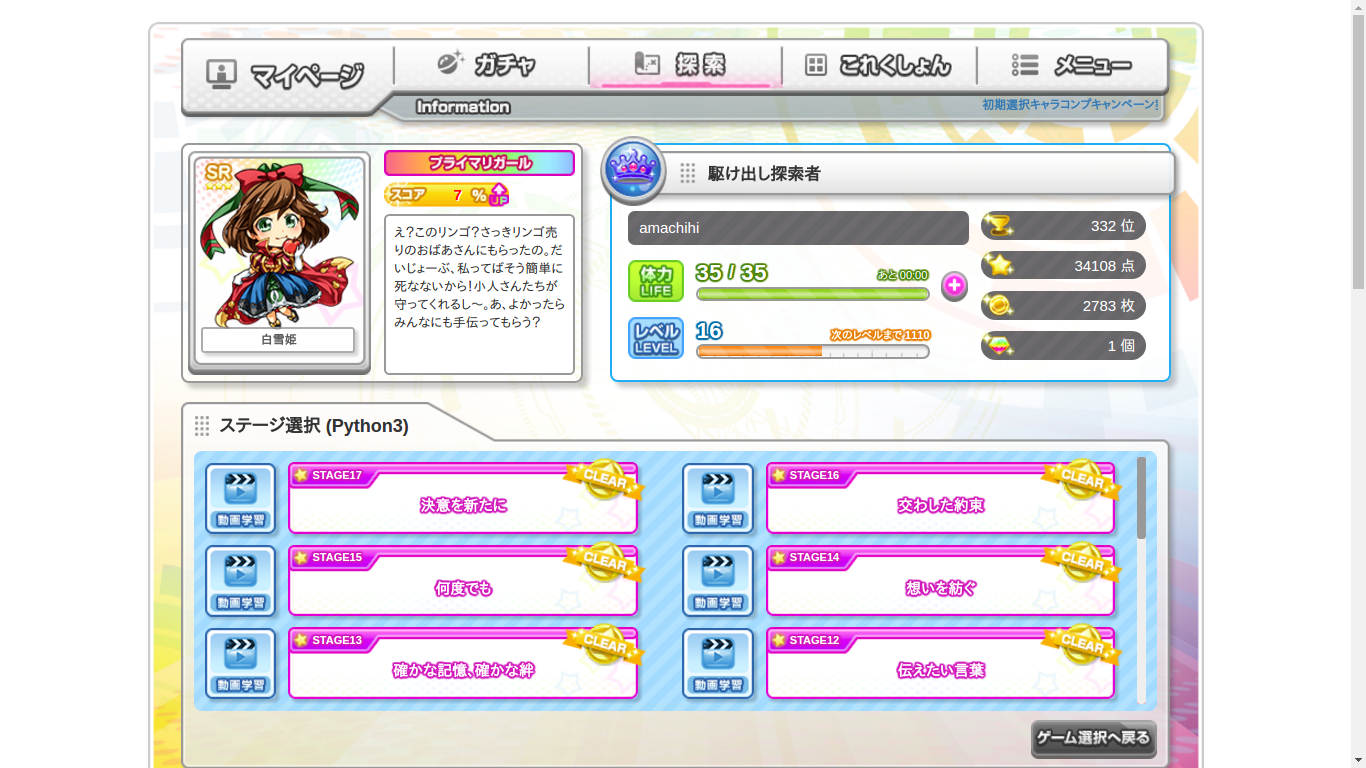 マイページ
ガチャ
探索
これくしょん
メニュー
Information
初期選択キャラコンプキャンペーン
SR
白雪姫
プライマリガール
スコア 7 % UP
え？このリンゴ？さっきリンゴ売
りのおばあさんにもらったの。だ
いじょーぶ、私ってばそう簡単に
死なないから！小人さんたちが
守ってくれるし～。あ、よかったら
みんなにも手伝ってもらう？
駆け出し探索者
amachihi
体力
LIFE
35 / 35
あと 00:00
レベル
LEVEL
16
次のレベルまで 1110
332 位
34108 点
2783 枚
1 個
ステージ選択 (Python3)
動画学習
STAGE17
CLEAR
決意を新たに
動画学習
STAGE16
CLEAR
交わした約束
動画学習
STAGE15
CLEAR
何度でも
動画学習
STAGE14
CLEAR
想いを紡ぐ
動画学習
STAGE13
CLEAR
確かな記憶、確かな絆
動画学習
STAGE12
CLEAR
伝えたい言葉
ゲーム選択へ戻る